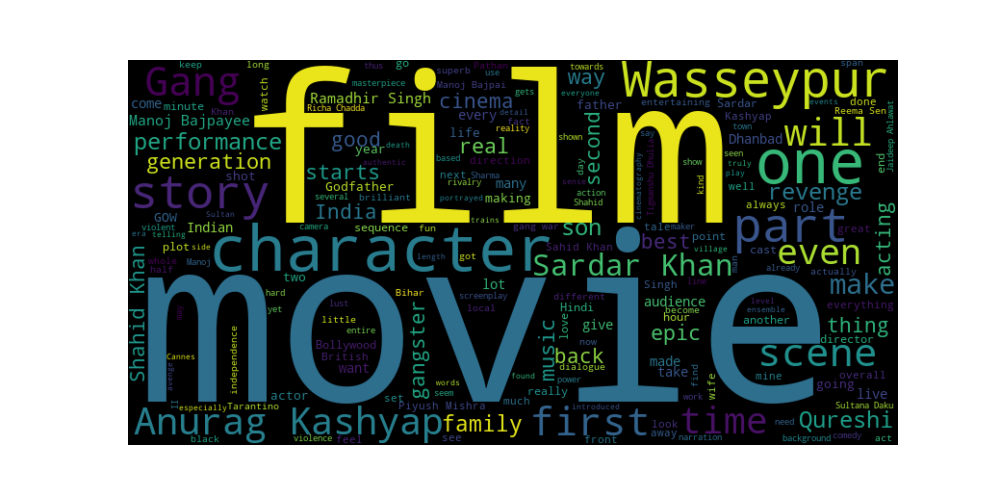 keep long thus go superb Pathan use towards span
Gang watch masterpiece Manoj Bajpai gets everyone way Wasseypur
film
come minute Khan Richa Chadda Ramadhir Singh cinema every detail fact father entertaining Sardar events done Reema Sen
Manoj Bajpayee good real life reality shown second Dhanbad Kashyap town will
performance year death direction say seen Jaideep Ahlawat
generation shot authentic based day cinematography Tigmanshu Dhulia show truly play one end
starts next Sharma many sense action kind well
story Godfather rivalry making Shahid revenge
several brilliant portrayed always role
GOW Sultan India camera trains gang war tale maker part great
violent Indian sequence fun son best point cast acting
era telling character Sahid Khan village even
plot side length got Sardar Khan man already actually
Shahid Khan whole half Manoj two screenplay lot different Singh line make
hard lust Bihar local Hindi audience become level ensemble everything
yet little movie love give hour another thing
may independence entire gangster music now epic director
Cannes Bollywood British back dialogue made scene
avenge want words found power take find mine overall
II seem really wife going live
especially Tarantino actor set Piyush Mishra much introduced work Sultana Daku
Anurag Kashyap family first look time need Qureshi
away
black violence feel see front narration background comedy act